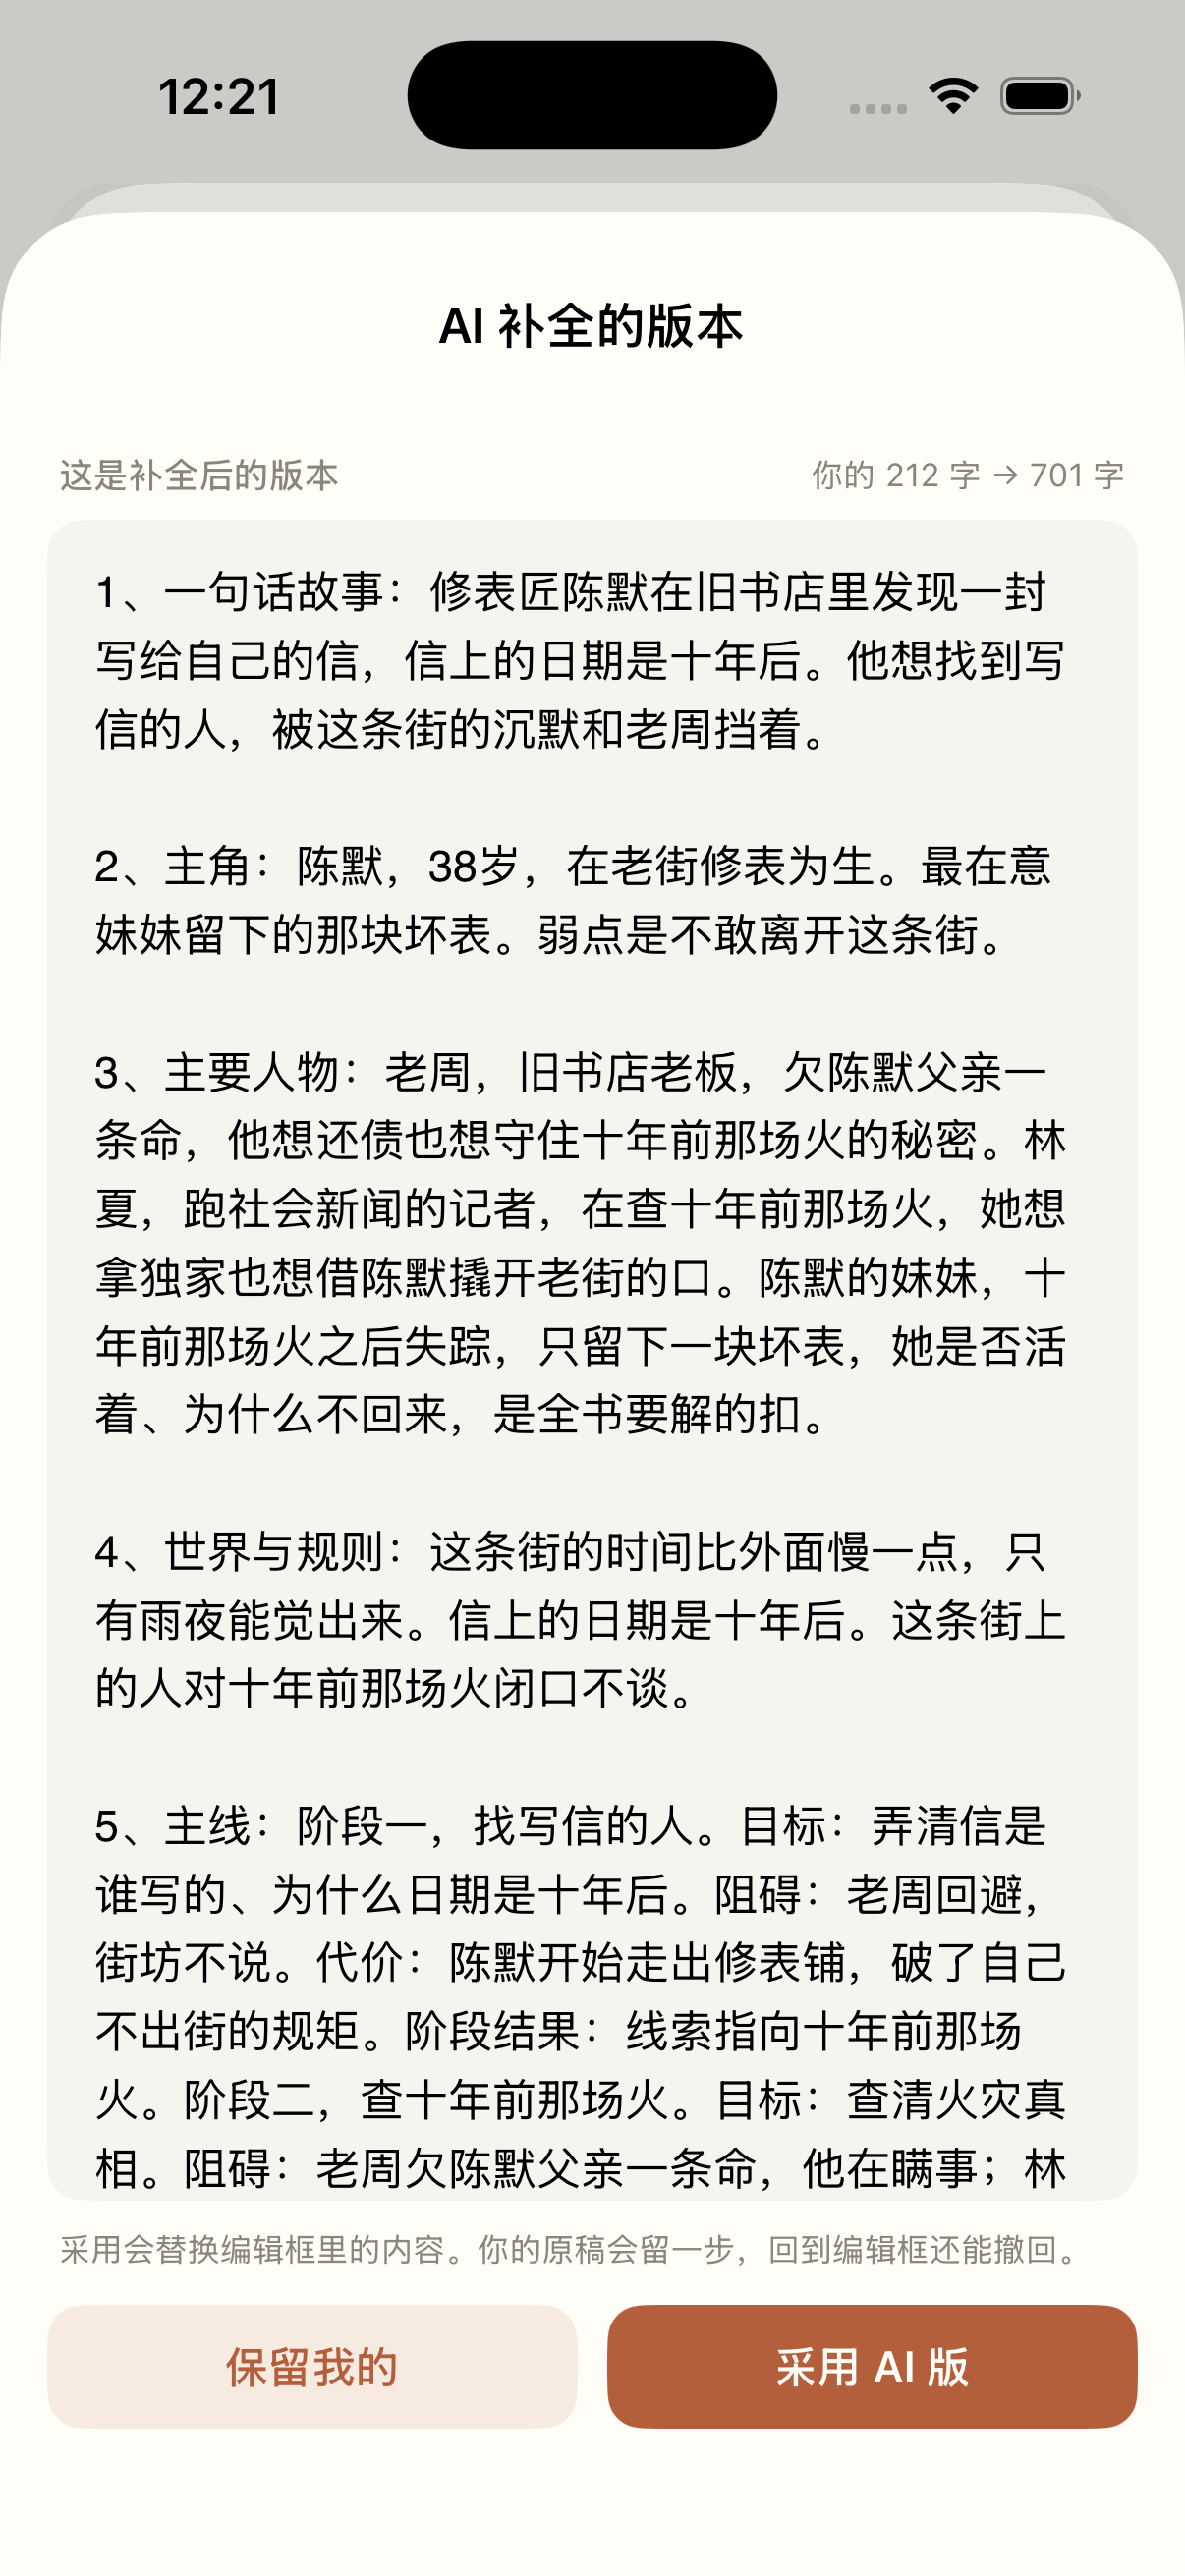 12:21
AI 补全的版本
这是补全后的版本
你的 212 字 → 701 字
1、一句话故事：修表匠陈默在旧书店里发现一封
写给自己的信，信上的日期是十年后。他想找到写
信的人，被这条街的沉默和老周挡着。
2、主角：陈默，38岁，在老街修表为生。最在意
妹妹留下的那块坏表。弱点是不敢离开这条街。
3、主要人物：老周，旧书店老板，欠陈默父亲一
条命，他想还债也想守住十年前那场火的秘密。林
夏，跑社会新闻的记者，在查十年前那场火，她想
拿独家也想借陈默撬开老街的口。陈默的妹妹，十
年前那场火之后失踪，只留下一块坏表，她是否活
着、为什么不回来，是全书要解的扣。
4、世界与规则：这条街的时间比外面慢一点，只
有雨夜能觉出来。信上的日期是十年后。这条街上
的人对十年前那场火闭口不谈。
5、主线：阶段一，找写信的人。目标：弄清信是
谁写的、为什么日期是十年后。阻碍：老周回避，
街坊不说。代价：陈默开始走出修表铺，破了自己
不出街的规矩。阶段结果：线索指向十年前那场
火。阶段二，查十年前那场火。目标：查清火灾真
相。阻碍：老周欠陈默父亲一条命，他在瞒事；林
采用会替换编辑框里的内容。你的原稿会留一步，回到编辑框还能撤回。
保留我的
采用 AI 版